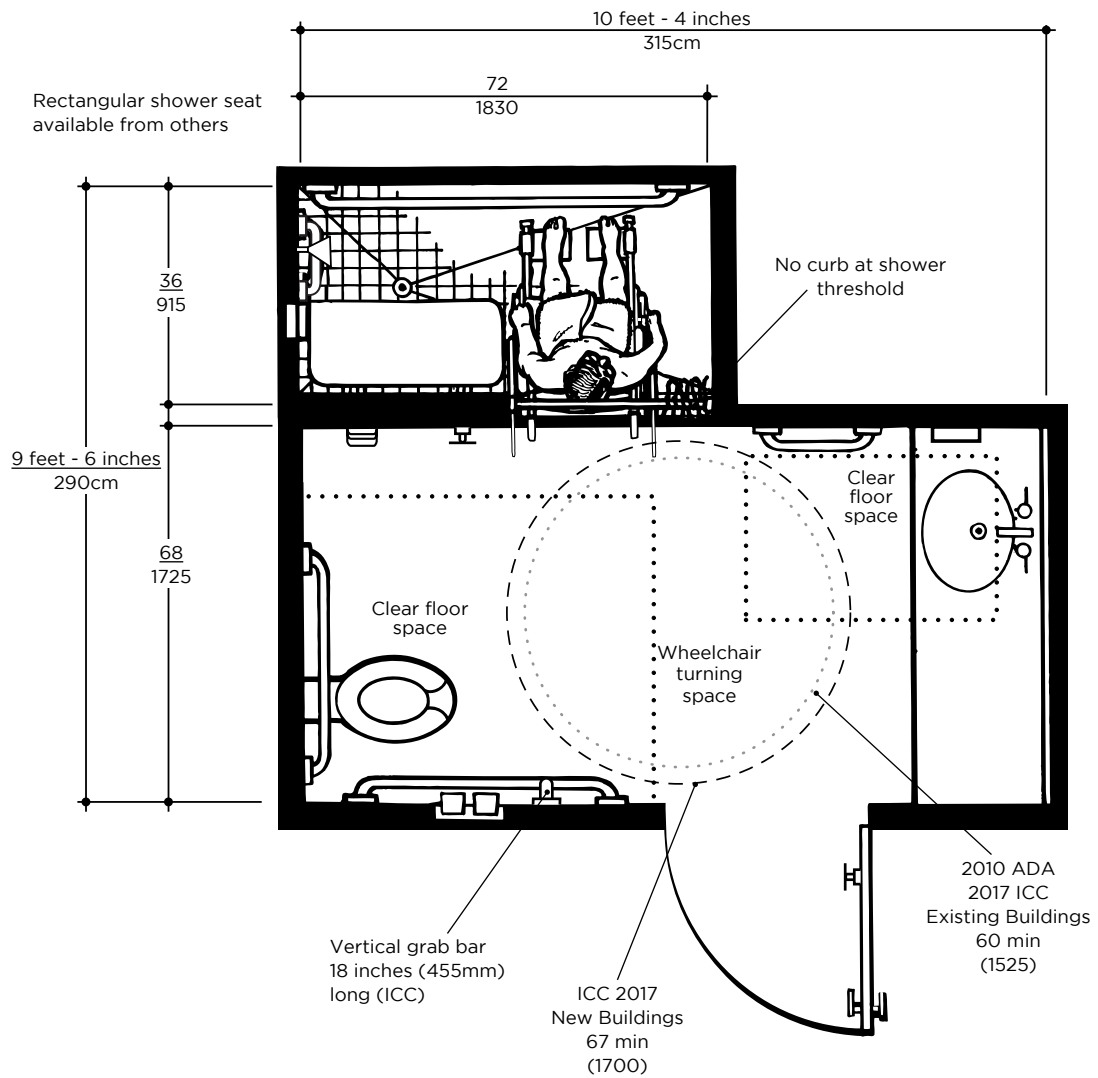 10 feet - 4 inches
315cm
72
1830
Rectangular shower seat
available from others
36
915
No curb at shower
threshold
9 feet - 6 inches
290cm
68
1725
Clear
floor
space
Clear floor
space
Wheelchair
turning
space
Vertical grab bar
18 inches (455mm)
long (ICC)
ICC 2017
New Buildings
67 min
(1700)
2010 ADA
2017 ICC
Existing Buildings
60 min
(1525)